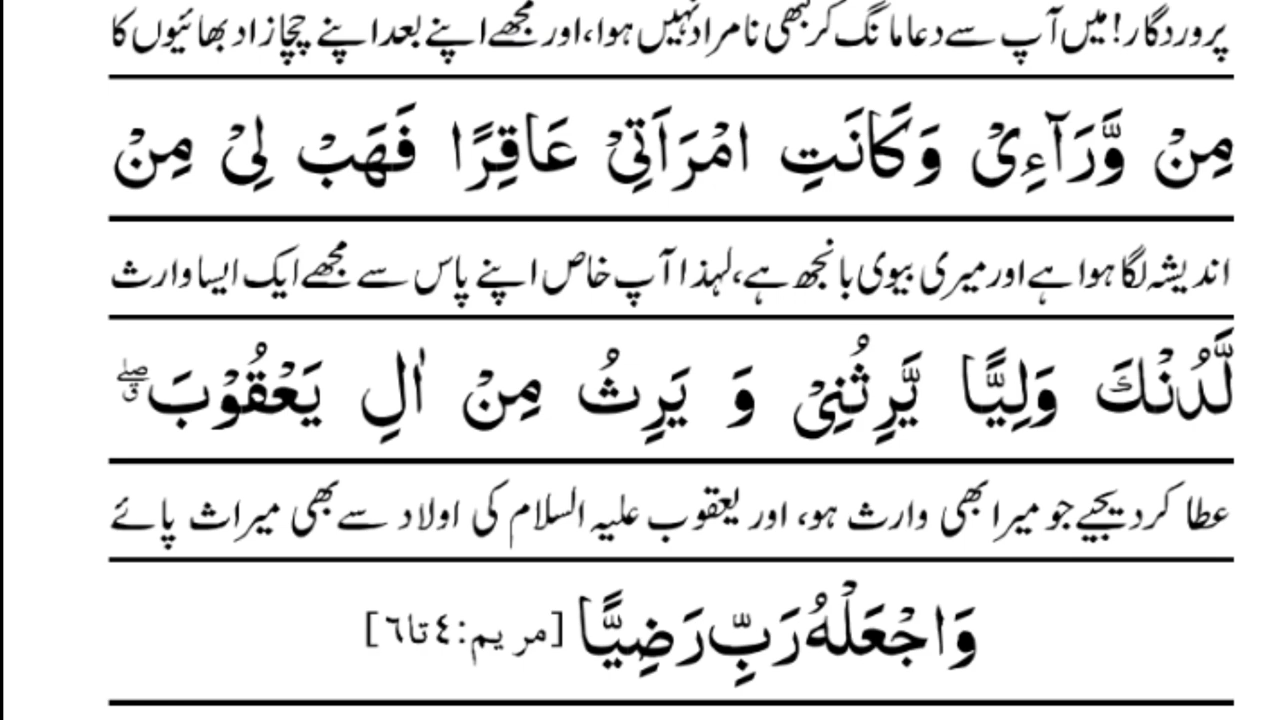 پروردگار! میں آپ سے دعا مانگ کر کبھی نامراد نہیں ہوا، اور مجھے اپنے بعد اپنے چچا زاد بھائیوں کا
مِنْ وَّرَآءِیْ وَکَانَتِ امْرَاَتِیْ عَاقِرًا فَهَبْ لِیْ مِنْ
اندیشہ لگا ہوا ہے اور میری بیوی بانجھ ہے، لہذا آپ خاص اپنے پاس سے مجھے ایک ایسا وارث
لَّدُنْكَ وَلِیًّا یَّرِثُنِیْ وَ یَرِثُ مِنْ اٰلِ یَعْقُوْبَ ۖۗ
عطا کر دیجیے جو میرا بھی وارث ہو، اور یعقوب علیہ السلام کی اولاد سے بھی میراث پائے
وَاجْعَلْهُ رَبِّ رَضِیًّا [مریم:٤ تا ٦]